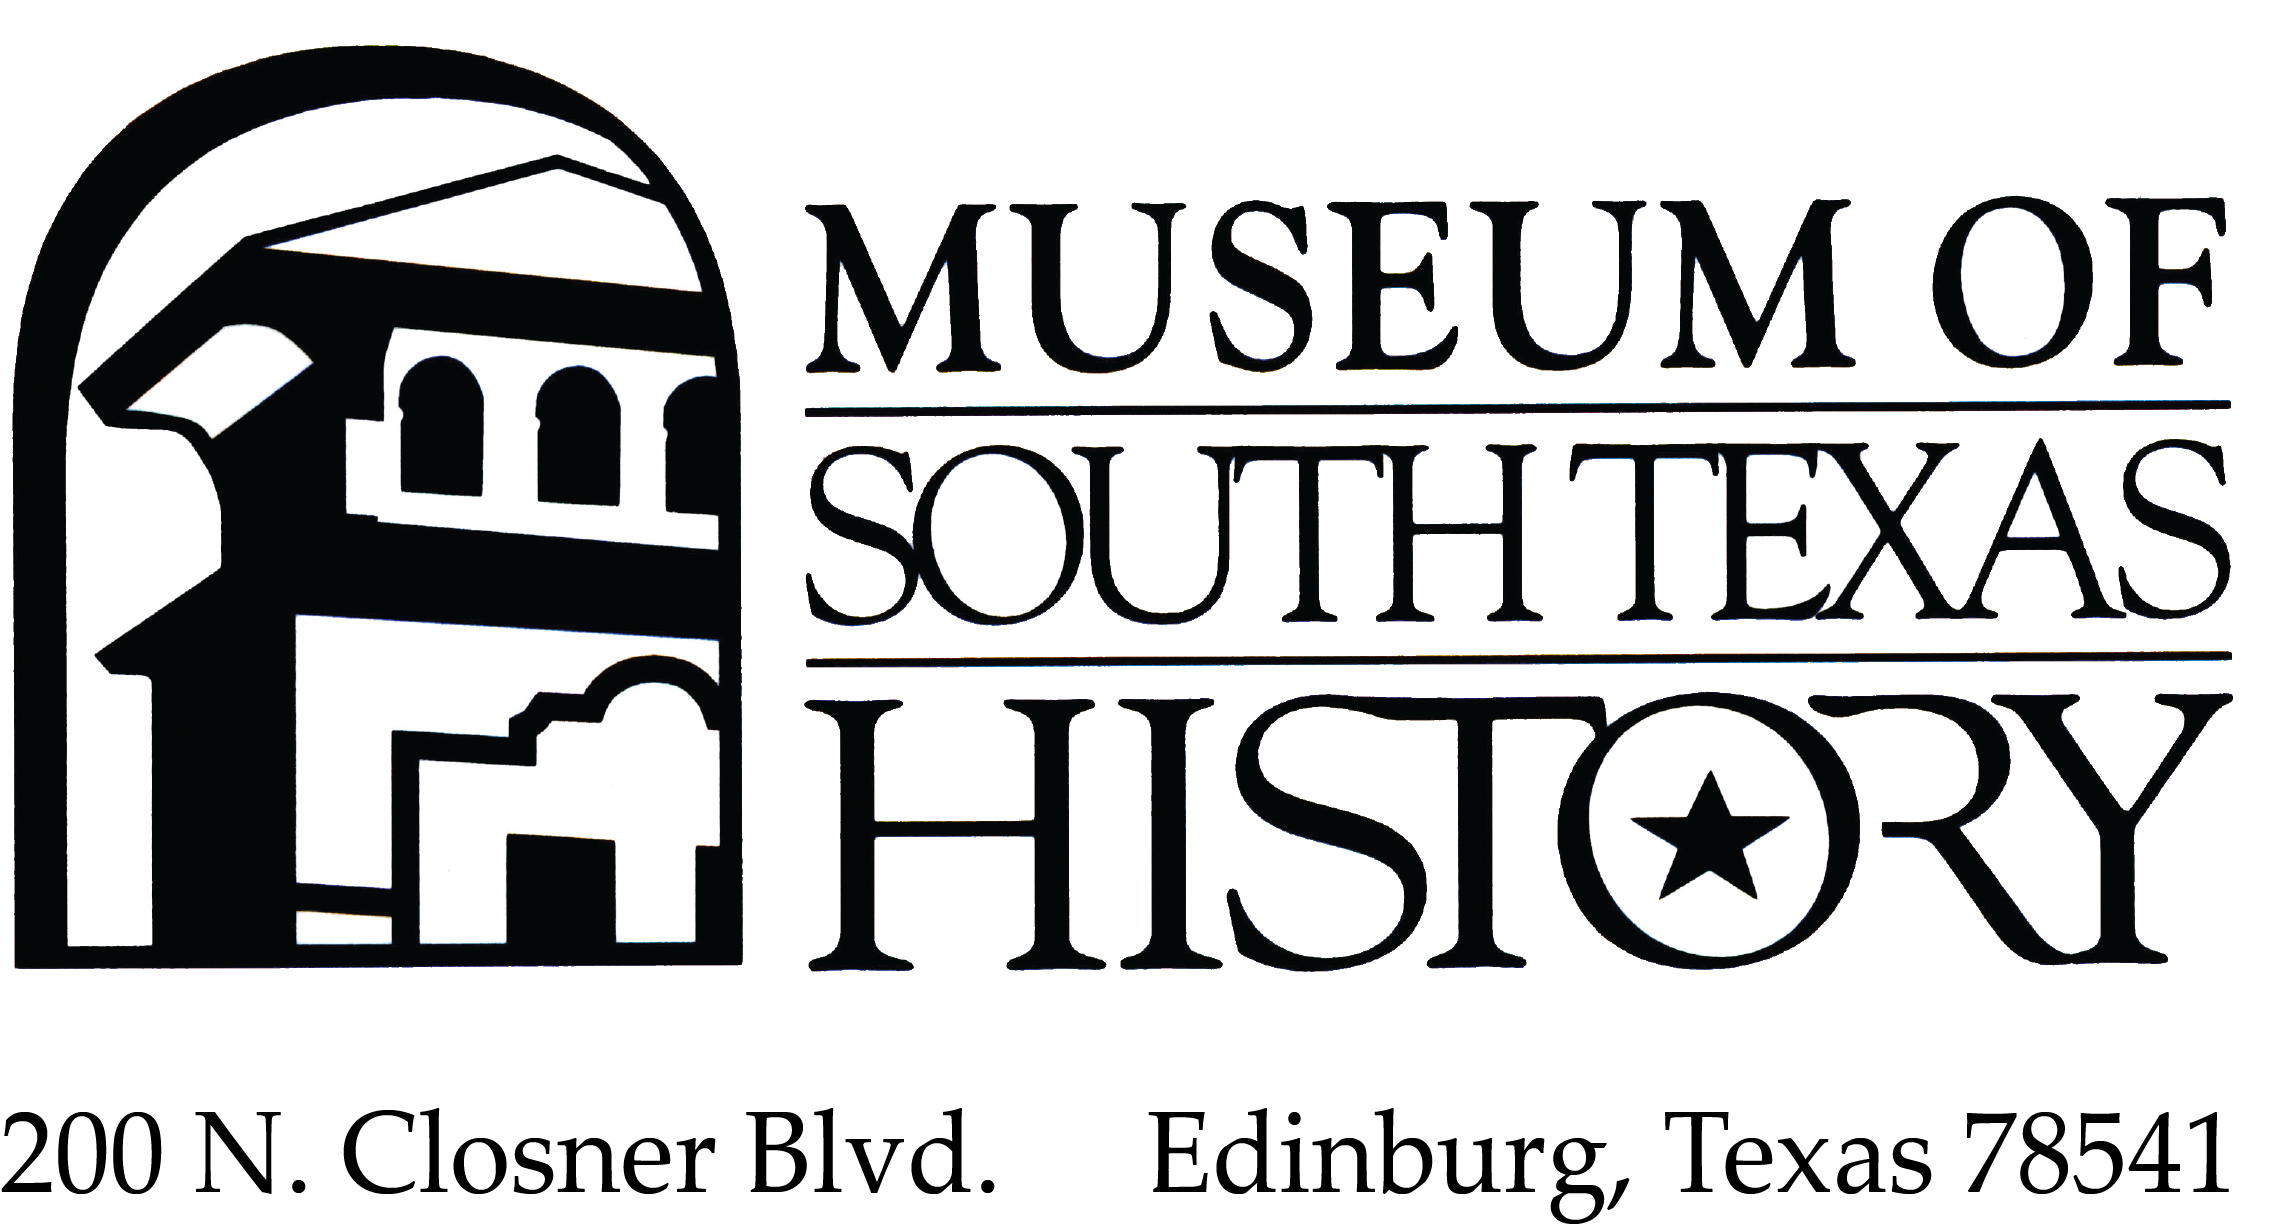 MUSEUM OF
SOUTH TEXAS
HISTORY
200 N. Closner Blvd. Edinburg, Texas 78541